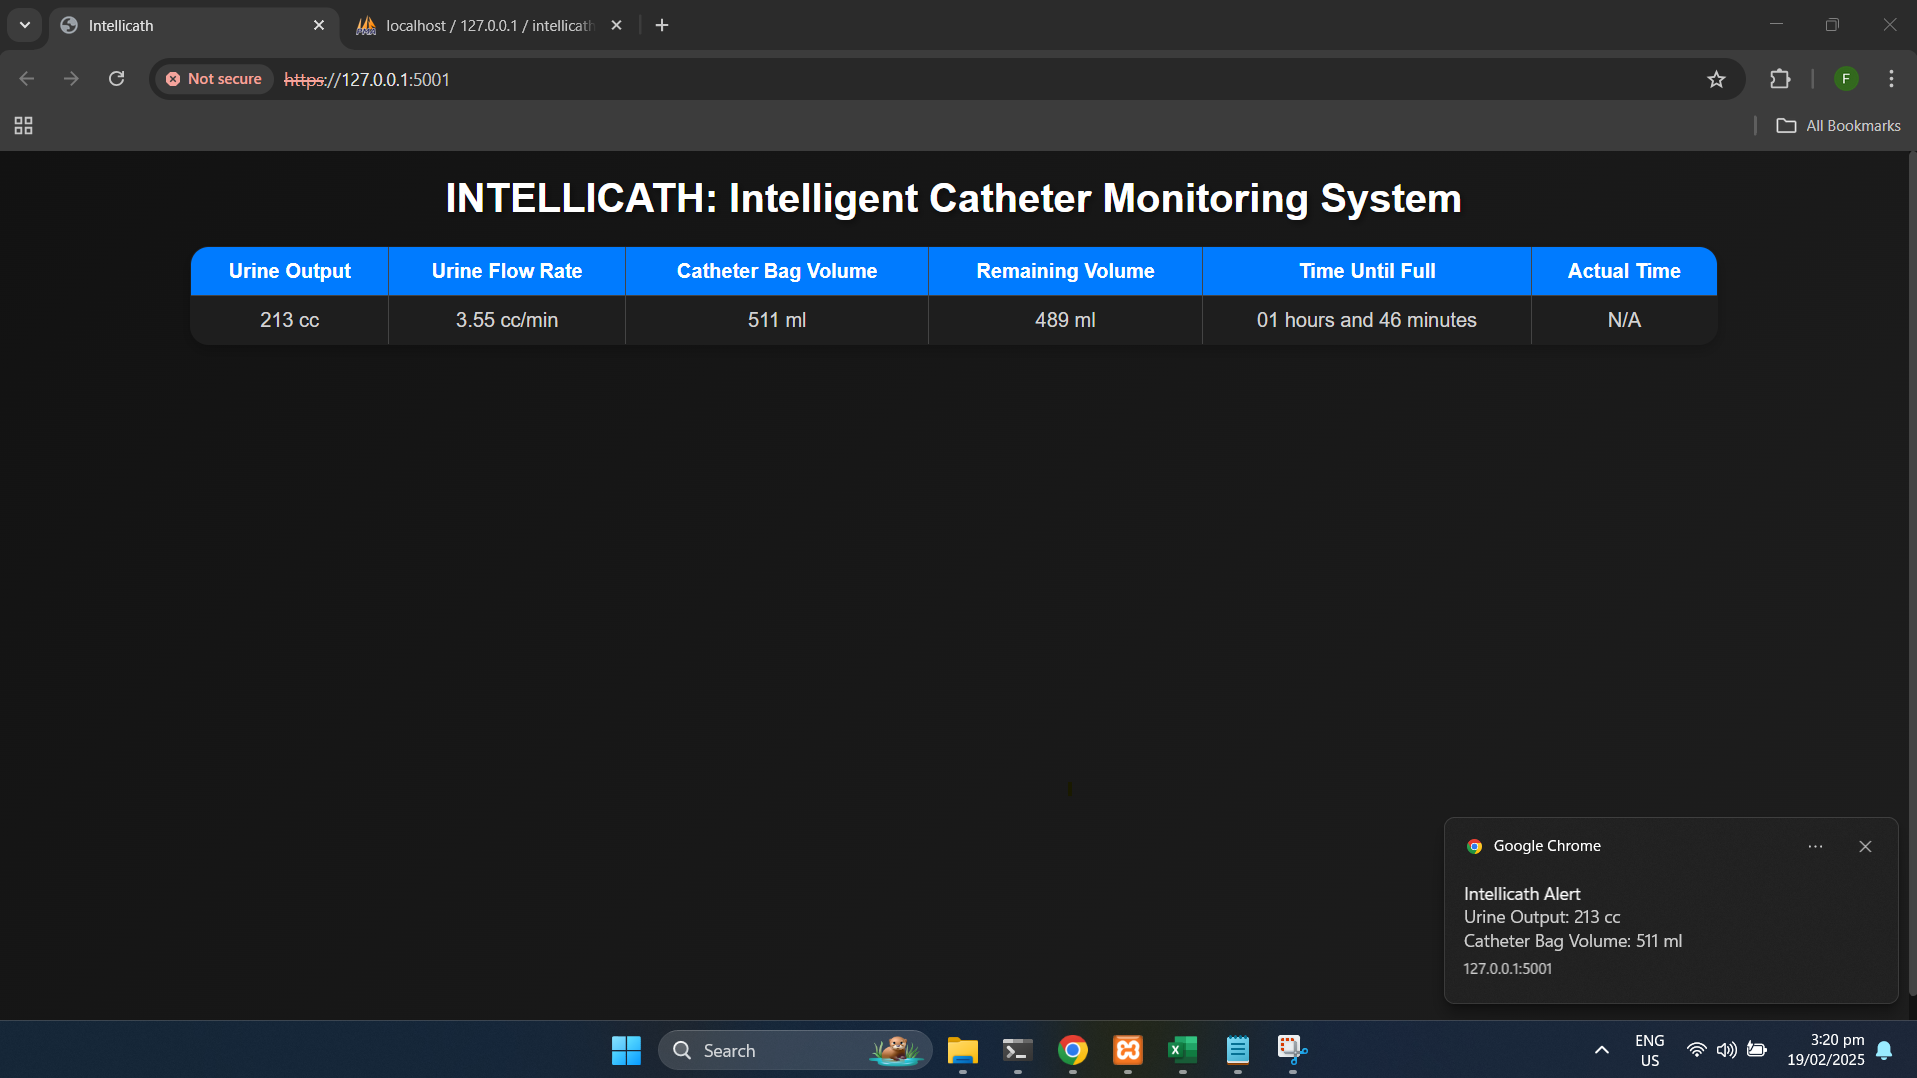 Intellicath
localhost / 127.0.0.1 / intellicath
Not secure https://127.0.0.1:5001
F
All Bookmarks
INTELLICATH: Intelligent Catheter Monitoring System
Urine Output Urine Flow Rate Catheter Bag Volume Remaining Volume Time Until Full Actual Time
213 cc 3.55 cc/min 511 ml 489 ml 01 hours and 46 minutes N/A
Google Chrome
Intellicath Alert
Urine Output: 213 cc
Catheter Bag Volume: 511 ml
127.0.0.1:5001
Search
ENG
US
3:20 pm
19/02/2025